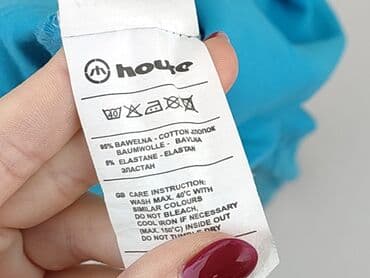 house
95% BAWEŁNA - COTTON ХЛОПОК
BAUMWOLLE - BAVLNA
5% ELASTANE - ELASTAN
ЭЛАСТАН
GB CARE INSTRUCTION:
WASH MAX. 40°C WITH
SIMILAR COLOURS
DO NOT BLEACH,
COOL IRON IF NECESSARY
(MAX. 150°C) INSIDE OUT
DO NOT TUMBLE DRY